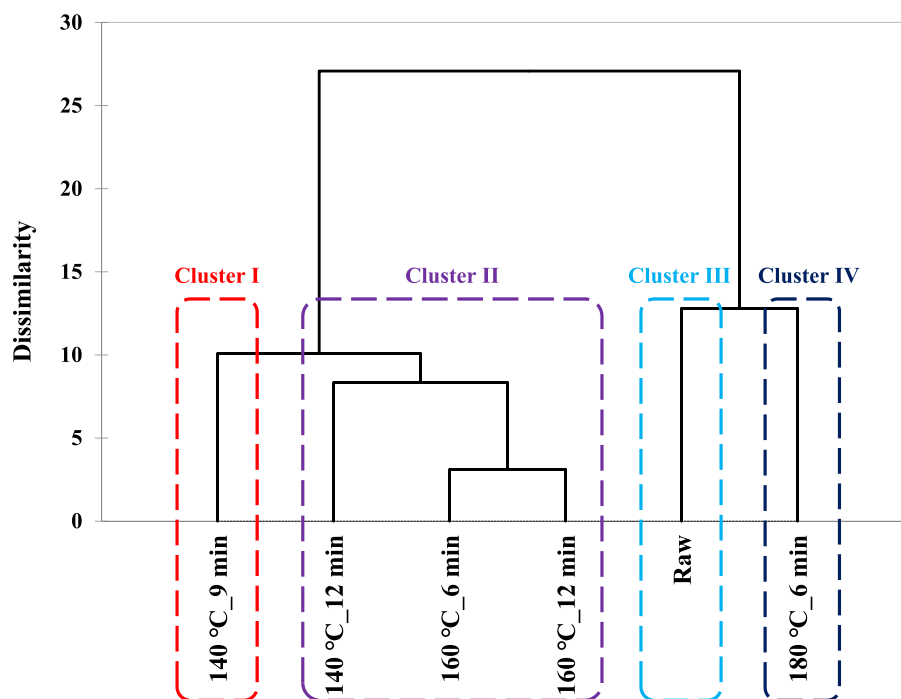 30
25
20
15
10
5
0
Dissimilarity
Cluster I
Cluster II
Cluster III
Cluster IV
140 °C_9 min
140 °C_12 min
160 °C_6 min
160 °C_12 min
Raw
180 °C_6 min